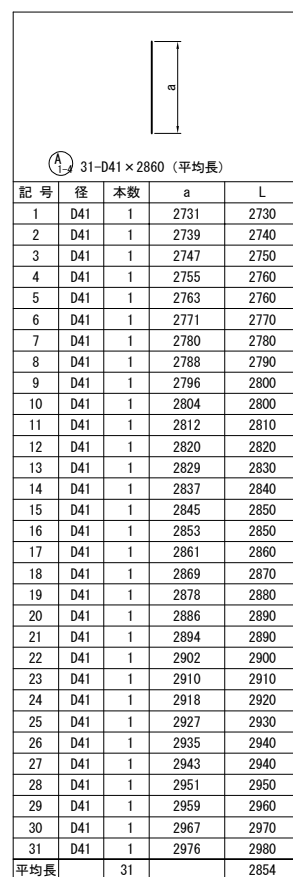 a
A 1-4 31-D41×2860 (平均長)
記 号 径 本数 a L
1 D41 1 2731 2730
2 D41 1 2739 2740
3 D41 1 2747 2750
4 D41 1 2755 2760
5 D41 1 2763 2760
6 D41 1 2771 2770
7 D41 1 2780 2780
8 D41 1 2788 2790
9 D41 1 2796 2800
10 D41 1 2804 2800
11 D41 1 2812 2810
12 D41 1 2820 2820
13 D41 1 2829 2830
14 D41 1 2837 2840
15 D41 1 2845 2850
16 D41 1 2853 2850
17 D41 1 2861 2860
18 D41 1 2869 2870
19 D41 1 2878 2880
20 D41 1 2886 2890
21 D41 1 2894 2890
22 D41 1 2902 2900
23 D41 1 2910 2910
24 D41 1 2918 2920
25 D41 1 2927 2930
26 D41 1 2935 2940
27 D41 1 2943 2940
28 D41 1 2951 2950
29 D41 1 2959 2960
30 D41 1 2967 2970
31 D41 1 2976 2980
平均長 31 2854